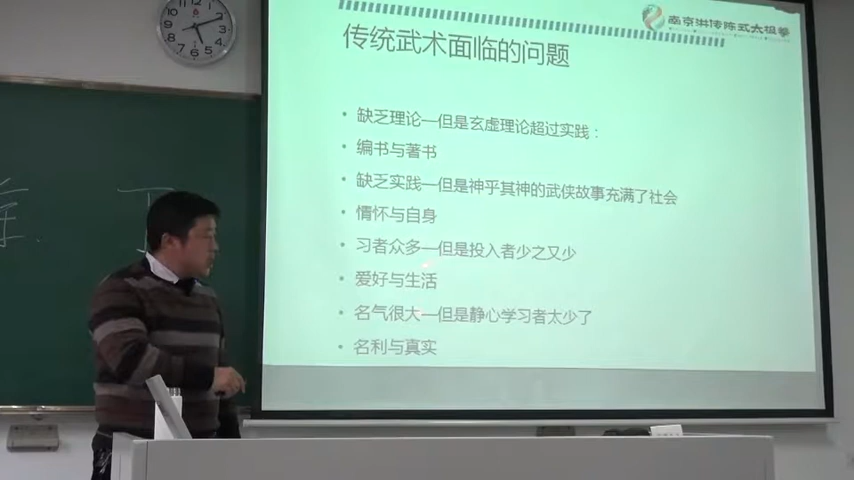 南京洪传陈式太极拳
传统武术面临的问题
• 缺乏理论—但是玄虚理论超过实践：
• 编书与著书
• 缺乏实践—但是神乎其神的武侠故事充满了社会
• 情怀与自身
• 习者众多—但是投入者少之又少
• 爱好与生活
• 名气很大—但是静心学习者太少了
• 名利与真实